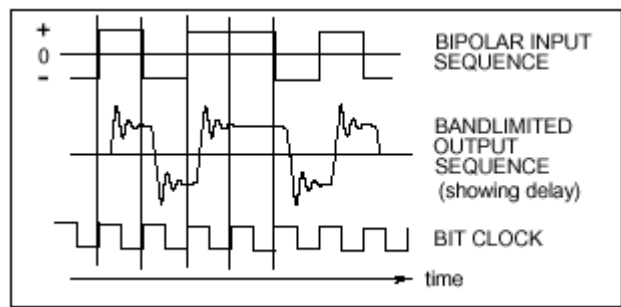 +
0
-
BIPOLAR INPUT
SEQUENCE
BANDLIMITED
OUTPUT
SEQUENCE
(showing delay)
BIT CLOCK
time